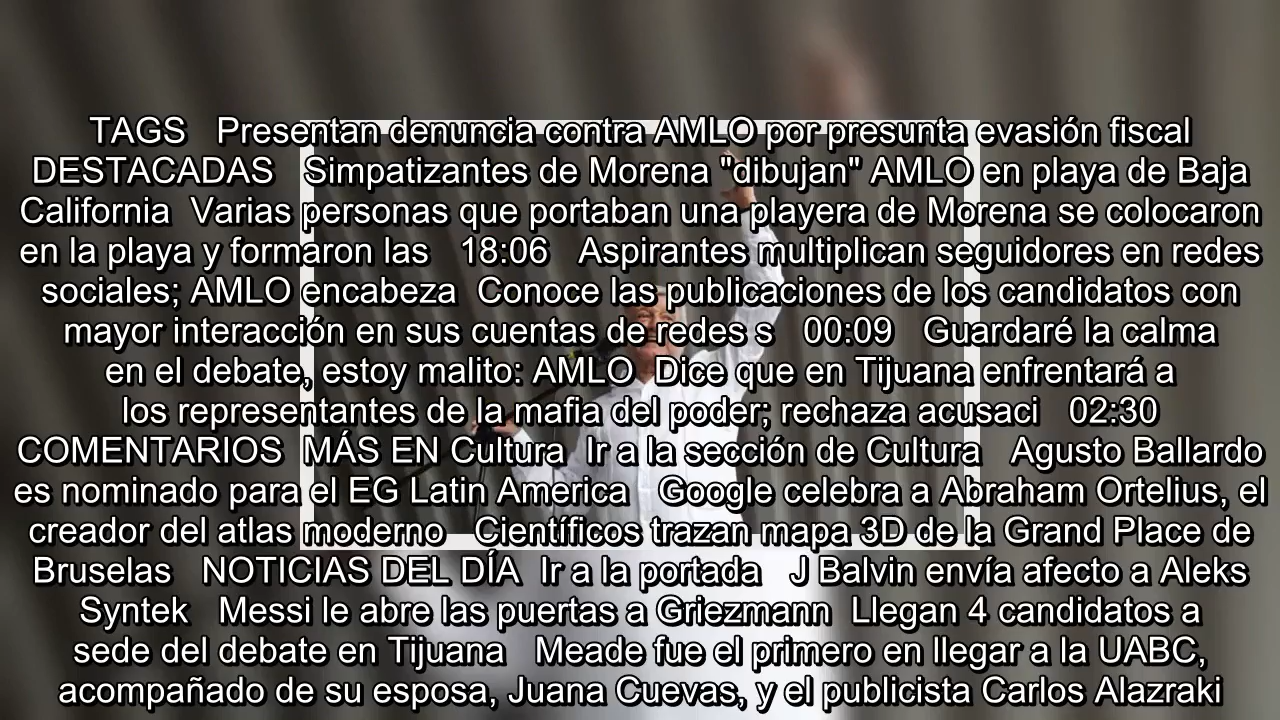 TAGS   Presentan denuncia contra AMLO por presunta evasión fiscal
DESTACADAS   Simpatizantes de Morena "dibujan" AMLO en playa de Baja
California  Varias personas que portaban una playera de Morena se colocaron
en la playa y formaron las   18:06   Aspirantes multiplican seguidores en redes
sociales; AMLO encabeza  Conoce las publicaciones de los candidatos con
mayor interacción en sus cuentas de redes s   00:09   Guardaré la calma
en el debate, estoy malito: AMLO  Dice que en Tijuana enfrentará a
los representantes de la mafia del poder; rechaza acusaci   02:30
COMENTARIOS  MÁS EN Cultura  Ir a la sección de Cultura   Agusto Ballardo
es nominado para el EG Latin America   Google celebra a Abraham Ortelius, el
creador del atlas moderno   Científicos trazan mapa 3D de la Grand Place de
Bruselas   NOTICIAS DEL DÍA  Ir a la portada   J Balvin envía afecto a Aleks
Syntek   Messi le abre las puertas a Griezmann  Llegan 4 candidatos a
sede del debate en Tijuana   Meade fue el primero en llegar a la UABC,
acompañado de su esposa, Juana Cuevas, y el publicista Carlos Alazraki